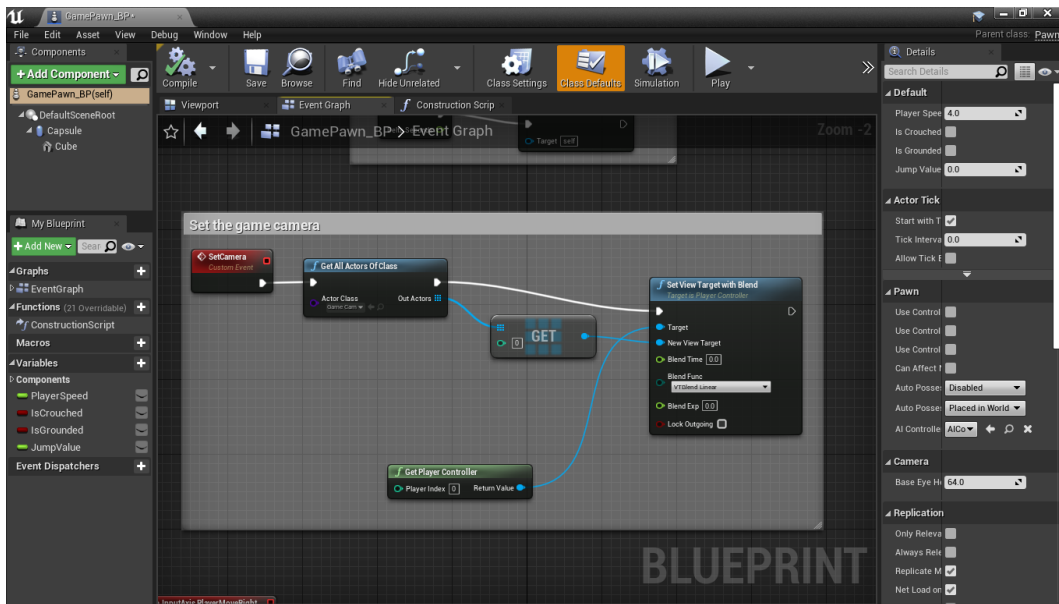 GamePawn_BP*
File Edit Asset View Debug Window Help
Parent class: Pawn
Components
+Add Component
GamePawn_BP(self)
DefaultSceneRoot
Capsule
Cube
Compile
Save
Browse
Find
Hide Unrelated
Class Settings
Class Defaults
Simulation
Play
Viewport
Event Graph
Construction Scrip
GamePawn_BP > Event Graph
Zoom -2
Target self
Set the game camera
SetCamera
Custom Event
Get All Actors Of Class
Actor Class
Game Cam
Out Actors
0
GET
Set View Target with Blend
Target is Player Controller
Target
New View Target
Blend Time 0.0
Blend Func
VTBlend Linear
Blend Exp 0.0
Lock Outgoing
Get Player Controller
Player Index 0
Return Value
BLUEPRINT
InputAxis PlayerMoveRight
My Blueprint
+Add New
Sear
Graphs
EventGraph
Functions (21 Overridable)
ConstructionScript
Macros
Variables
Components
PlayerSpeed
IsCrouched
IsGrounded
JumpValue
Event Dispatchers
Details
Search Details
Default
Player Spee 4.0
Is Crouched
Is Grounded
Jump Value 0.0
Actor Tick
Start with T
Tick Interva 0.0
Allow Tick
Pawn
Use Control
Use Control
Use Control
Can Affect
Auto Posse Disabled
Auto Posse Placed in World
AI Controlle AICo
Camera
Base Eye H 64.0
Replication
Only Releva
Always Rele
Replicate M
Net Load on